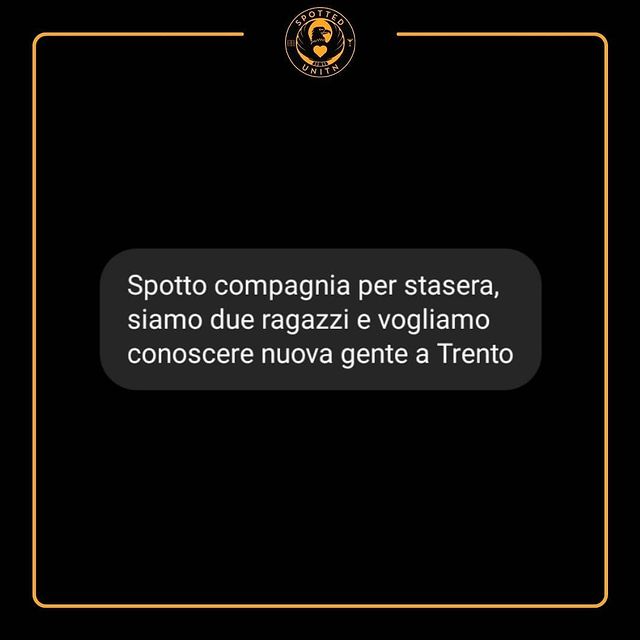 SPOTTED
UNITN
Spotto compagnia per stasera,
siamo due ragazzi e vogliamo
conoscere nuova gente a Trento